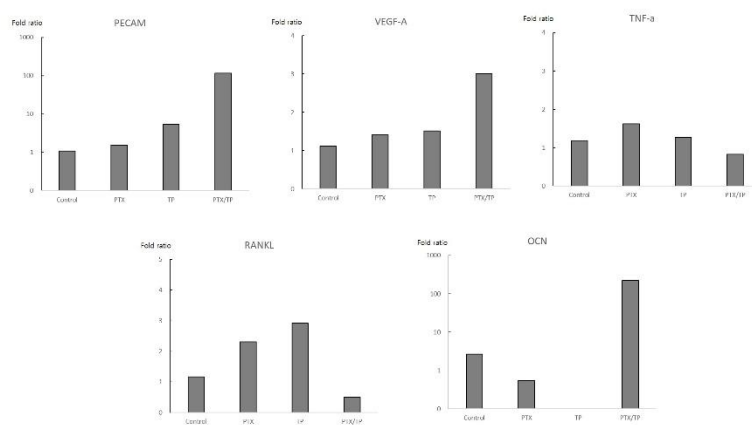 PECAM
Fold ratio
1000
100
10
1
0
Control PTX TP PTX/TP
VEGF-A
Fold ratio
4
3
2
1
0
Control PTX TP PTX/TP
TNF-a
Fold ratio
4
3
2
1
0
Control PTX TP PTX/TP
RANKL
Fold ratio
5
4
3
2
1
0
Control PTX TP PTX/TP
OCN
Fold ratio
1000
100
10
1
0
Control PTX TP PTX/TP